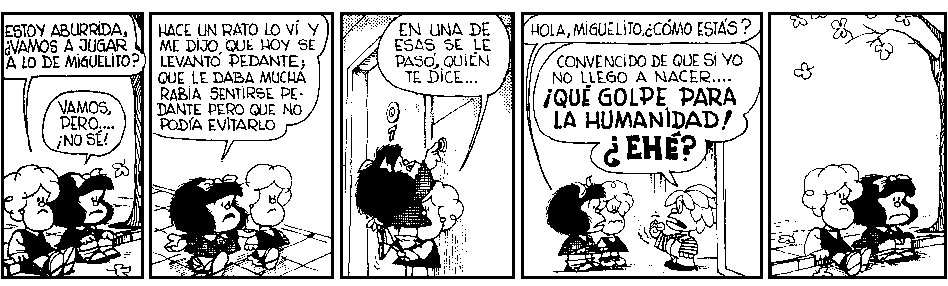 ESTOY ABURRIDA,
¿VAMOS A JUGAR
A LO DE MIGUELITO?
VAMOS,
PERO....
¡NO SÉ!
HACE UN RATO LO VÍ Y
ME DIJO QUE HOY SE
LEVANTÓ PEDANTE;
QUE LE DABA MUCHA
RABIA SENTIRSE PE-
DANTE PERO QUE NO
PODÍA EVITARLO
EN UNA DE
ESAS SE LE
PASÓ, QUIÉN
TE DICE...
HOLA, MIGUELITO, ¿CÓMO ESTÁS?
CONVENCIDO DE QUE SI YO
NO LLEGO A NACER....
¡QUÉ GOLPE PARA
LA HUMANIDAD!
¿EHÉ?